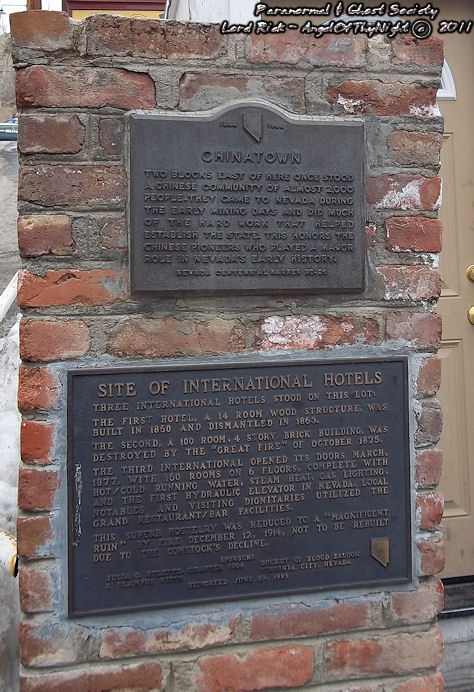 Paranormal & Ghost Society
Lord Rick - AngelOfThyNight © 2011
1864 1964
CHINATOWN
TWO BLOCKS EAST OF HERE ONCE STOOD
A CHINESE COMMUNITY OF ALMOST 2,000
PEOPLE. THEY CAME TO NEVADA DURING
THE EARLY MINING DAYS AND DID MUCH
OF THE HARD WORK THAT HELPED
ESTABLISH THE STATE. THIS HONORS THE
CHINESE PIONEERS WHO PLAYED A MAJOR
ROLE IN NEVADA'S EARLY HISTORY.
NEVADA CENTENNIAL MARKER
SITE OF INTERNATIONAL HOTELS
THREE INTERNATIONAL HOTELS STOOD ON THIS LOT:
THE FIRST HOTEL, A 14 ROOM WOOD STRUCTURE, WAS
BUILT IN 1860 AND DISMANTLED IN 1863.
THE SECOND, A 100 ROOM, 4 STORY BRICK BUILDING, WAS
DESTROYED BY THE "GREAT FIRE" OF OCTOBER 1875.
THE THIRD INTERNATIONAL OPENED ITS DOORS MARCH,
1877. WITH 160 ROOMS ON 6 FLOORS, COMPLETE WITH
HOT/COLD RUNNING WATER, STEAM HEAT, GAS LIGHTING,
AND THE FIRST HYDRAULIC ELEVATOR IN NEVADA. LOCAL
NOTABLES AND VISITING DIGNITARIES UTILIZED THE
GRAND RESTAURANT/BAR FACILITIES.
THIS SUPERB HOSTELRY WAS REDUCED TO A "MAGNIFICENT
RUIN" BY FIRE DECEMBER 12, 1914, NOT TO BE REBUILT
DUE TO THE COMSTOCK'S DECLINE.
SPONSORS
JULIA C. BULETTE CHAPTER BUCKET OF BLOOD SALOON
E CLAMPUS VITUS VIRGINIA CITY, NEVADA
DEDICATED JUNE